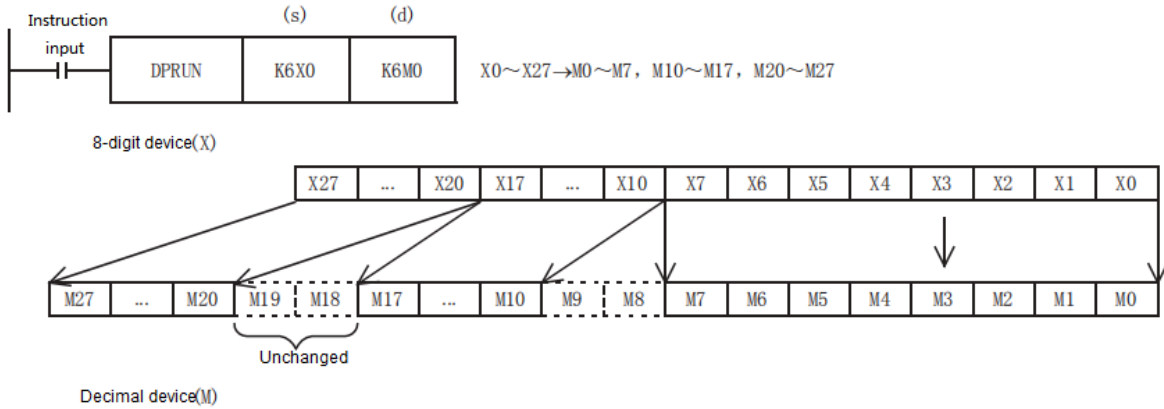 Instruction input
(s) (d)
DPRUN K6X0 K6M0 X0～X27→M0～M7, M10～M17, M20～M27
8-digit device(X)
X27 ... X20 X17 ... X10 X7 X6 X5 X4 X3 X2 X1 X0
M27 ... M20 M19 M18 M17 ... M10 M9 M8 M7 M6 M5 M4 M3 M2 M1 M0
Unchanged
Decimal device(M)